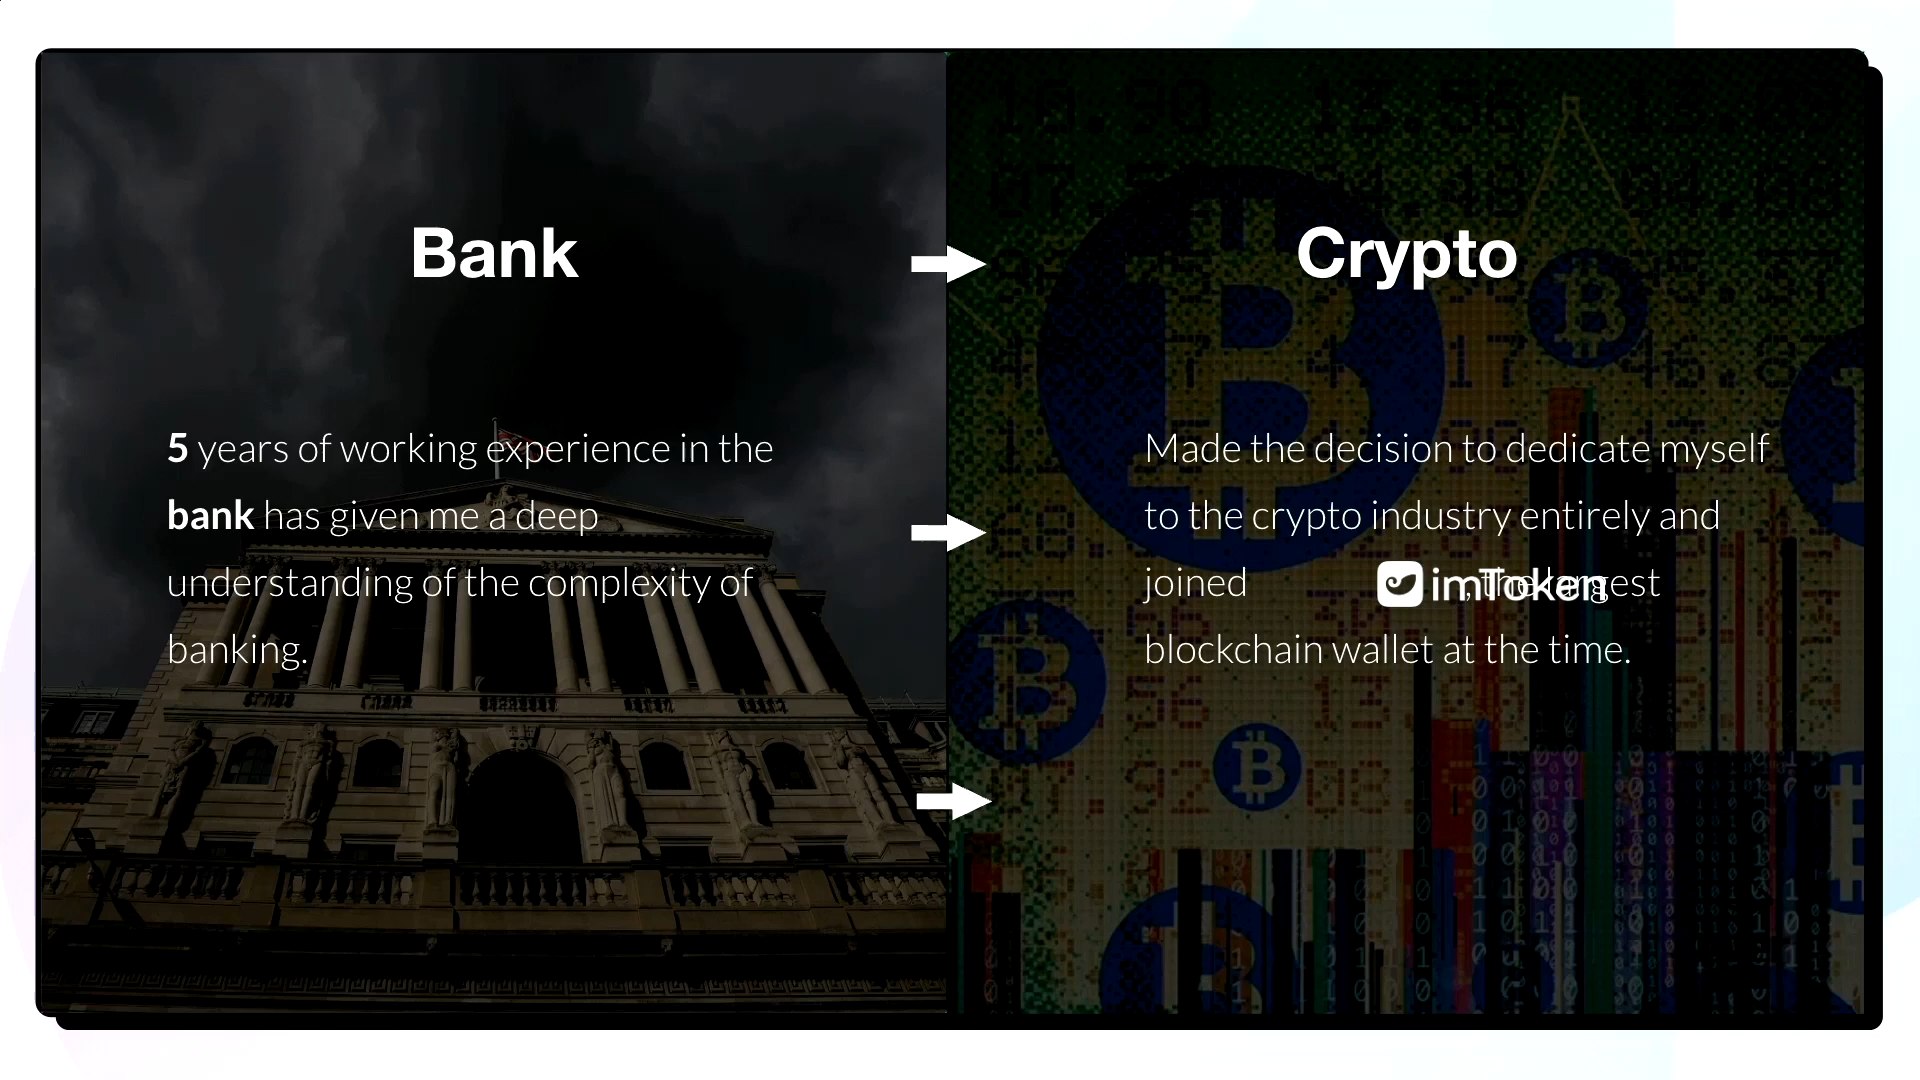 Bank
5 years of working experience in the
bank has given me a deep
understanding of the complexity of
banking.
Crypto
Made the decision to dedicate myself
to the crypto industry entirely and
joined imToken, the largest
blockchain wallet at the time.